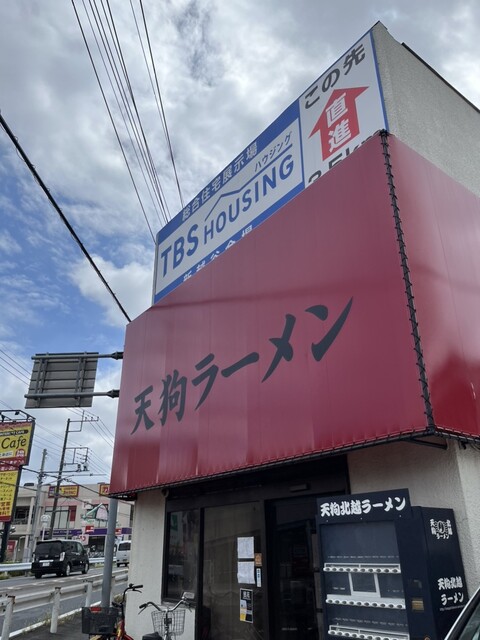 この先
直進
総合住宅展示場
ハウジング
TBS HOUSING
天狗ラーメン
天狗北越ラーメン
天狗
北越
ラーメン
Cafe